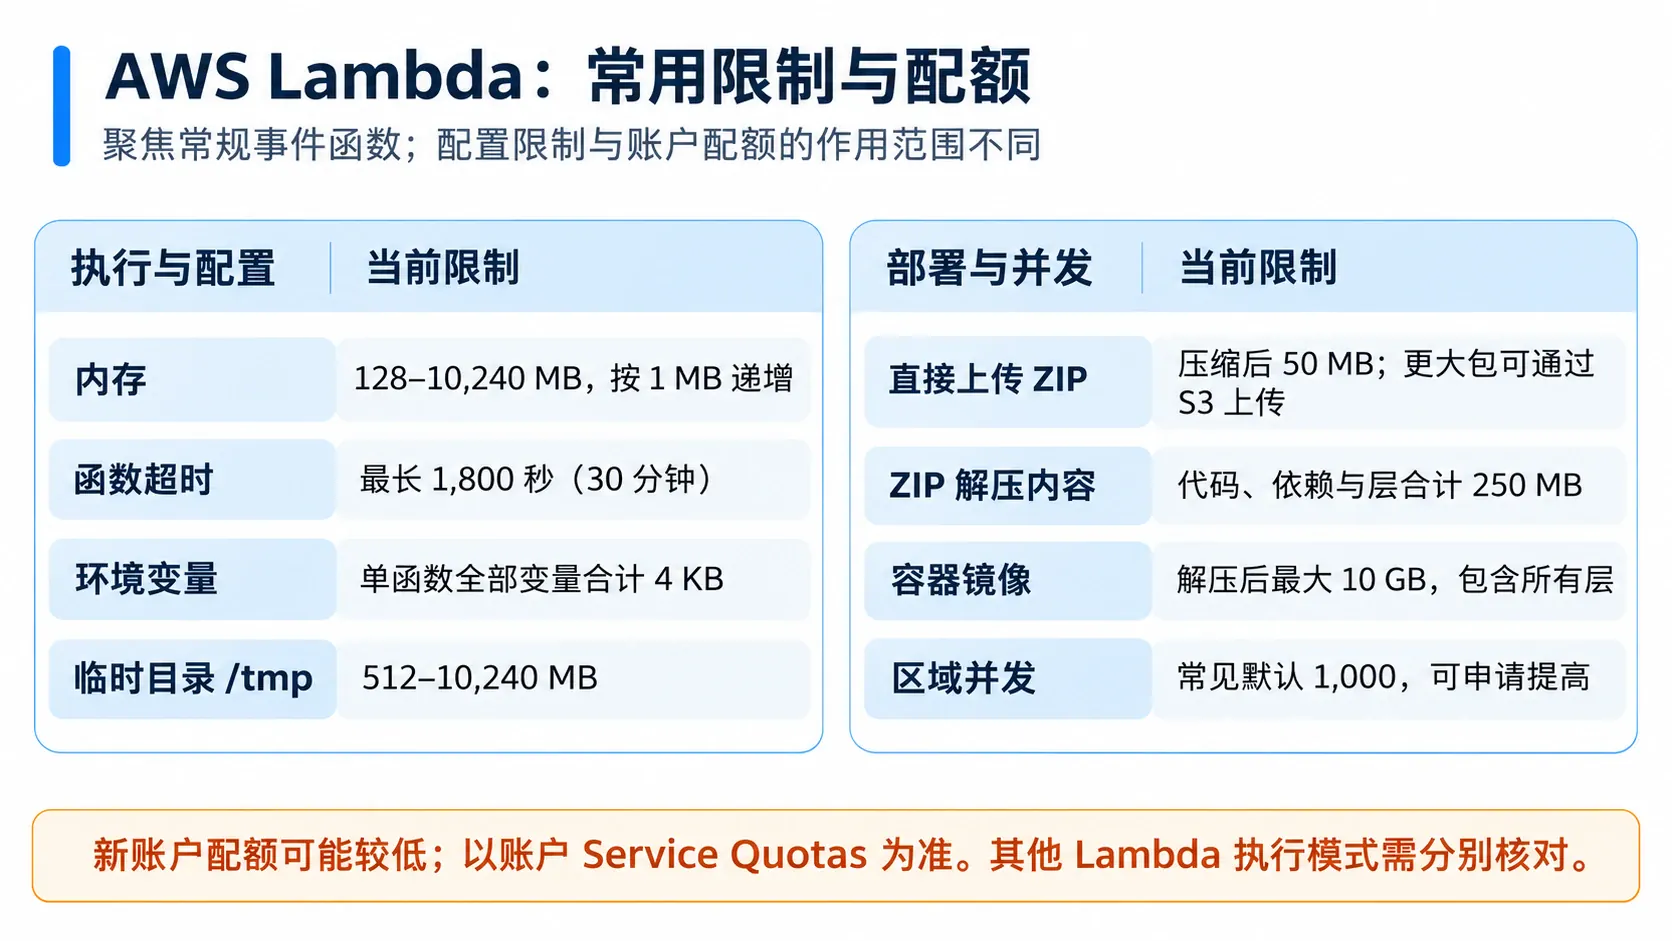 AWS Lambda：常用限制与配额
聚焦常规事件函数；配置限制与账户配额的作用范围不同
执行与配置
当前限制
内存
128–10,240 MB，按 1 MB 递增
函数超时
最长 1,800 秒（30 分钟）
环境变量
单函数全部变量合计 4 KB
临时目录 /tmp
512–10,240 MB
部署与并发
当前限制
直接上传 ZIP
压缩后 50 MB；更大包可通过
S3 上传
ZIP 解压内容
代码、依赖与层合计 250 MB
容器镜像
解压后最大 10 GB，包含所有层
区域并发
常见默认 1,000，可申请提高
新账户配额可能较低；以账户 Service Quotas 为准。其他 Lambda 执行模式需分别核对。